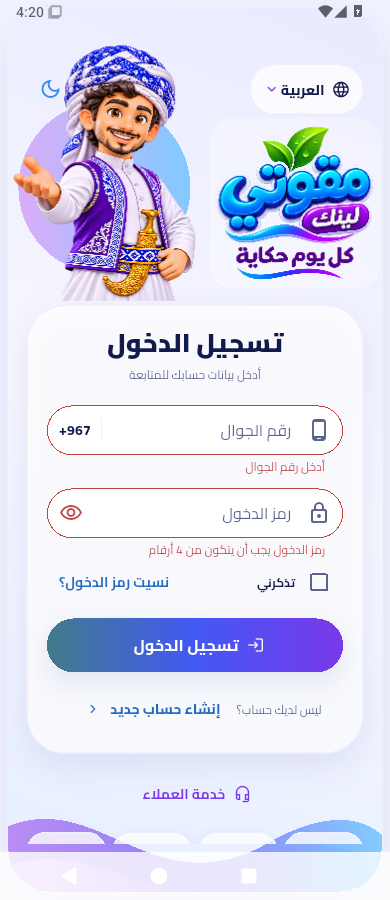 4:20
العربية
مقوتي
لينك
كل يوم حكاية
تسجيل الدخول
أدخل بيانات حسابك للمتابعة
رقم الجوال +967
أدخل رقم الجوال
رمز الدخول
رمز الدخول يجب أن يتكون من 4 أرقام
تذكرني نسيت رمز الدخول؟
تسجيل الدخول
ليس لديك حساب؟ إنشاء حساب جديد
خدمة العملاء